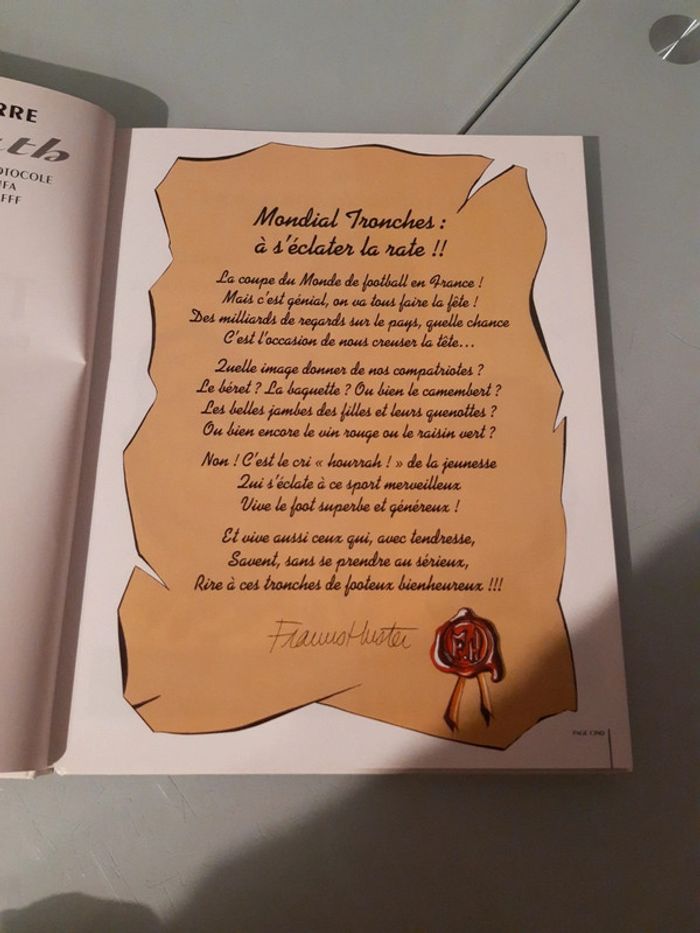 RRE
OTOCOLE
IFA
FFF
Mondial Tronches :
à s'éclater la rate !!
La coupe du Monde de football en France !
Mais c'est génial, on va tous faire la fête !
Des milliards de regards sur le pays, quelle chance
C'est l'occasion de nous creuser la tête...
Quelle image donner de nos compatriotes ?
Le béret ? La baguette ? Ou bien le camembert ?
Les belles jambes des filles et leurs quenottes ?
Ou bien encore le vin rouge ou le raisin vert ?
Non ! C'est le cri « hourrah ! » de la jeunesse
Qui s'éclate à ce sport merveilleux
Vive le foot superbe et généreux !
Et vive aussi ceux qui, avec tendresse,
Savent, sans se prendre au sérieux,
Rire à ces tronches de footeux bienheureux !!!
Francis Huster
F.H
PAGE CINQ